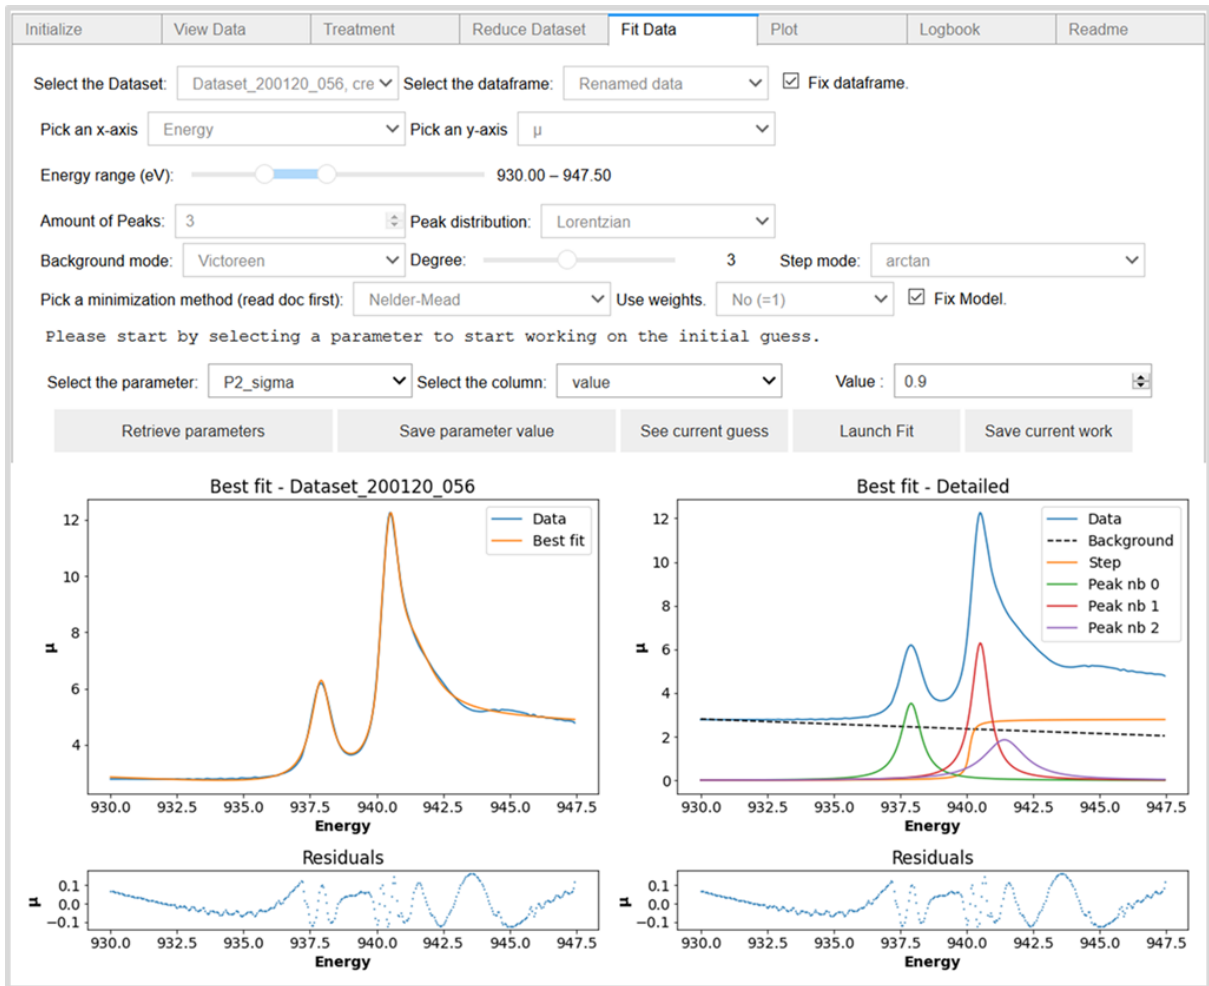 Initialize View Data Treatment Reduce Dataset Fit Data Plot Logbook Readme
Select the Dataset: Dataset_200120_056, cre Select the dataframe: Renamed data Fix dataframe.
Pick an x-axis Energy Pick an y-axis μ
Energy range (eV): 930.00 – 947.50
Amount of Peaks: 3 Peak distribution: Lorentzian
Background mode: Victoreen Degree: 3 Step mode: arctan
Pick a minimization method (read doc first): Nelder-Mead Use weights. No (=1) Fix Model.
Please start by selecting a parameter to start working on the initial guess.
Select the parameter: P2_sigma Select the column: value Value : 0.9
Retrieve parameters Save parameter value See current guess Launch Fit Save current work
Best fit - Dataset_200120_056
12
10
8
6
4
μ
Data
Best fit
930.0 932.5 935.0 937.5 940.0 942.5 945.0 947.5
Energy
Best fit - Detailed
12
10
8
6
4
2
0
μ
Data
Background
Step
Peak nb 0
Peak nb 1
Peak nb 2
930.0 932.5 935.0 937.5 940.0 942.5 945.0 947.5
Energy
Residuals
0.1
0.0
−0.1
μ
930.0 932.5 935.0 937.5 940.0 942.5 945.0 947.5
Energy
Residuals
0.1
0.0
−0.1
μ
930.0 932.5 935.0 937.5 940.0 942.5 945.0 947.5
Energy